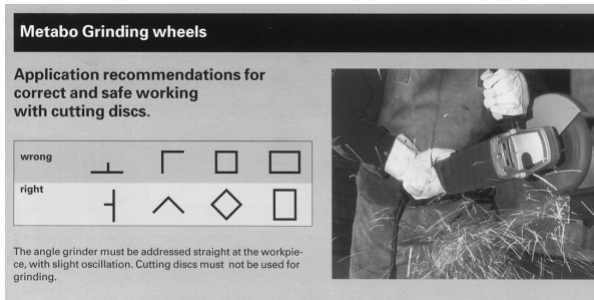 Metabo Grinding wheels
Application recommendations for
correct and safe working
with cutting discs.
wrong
right
The angle grinder must be addressed straight at the workpie-
ce, with slight oscillation. Cutting discs must not be used for
grinding.